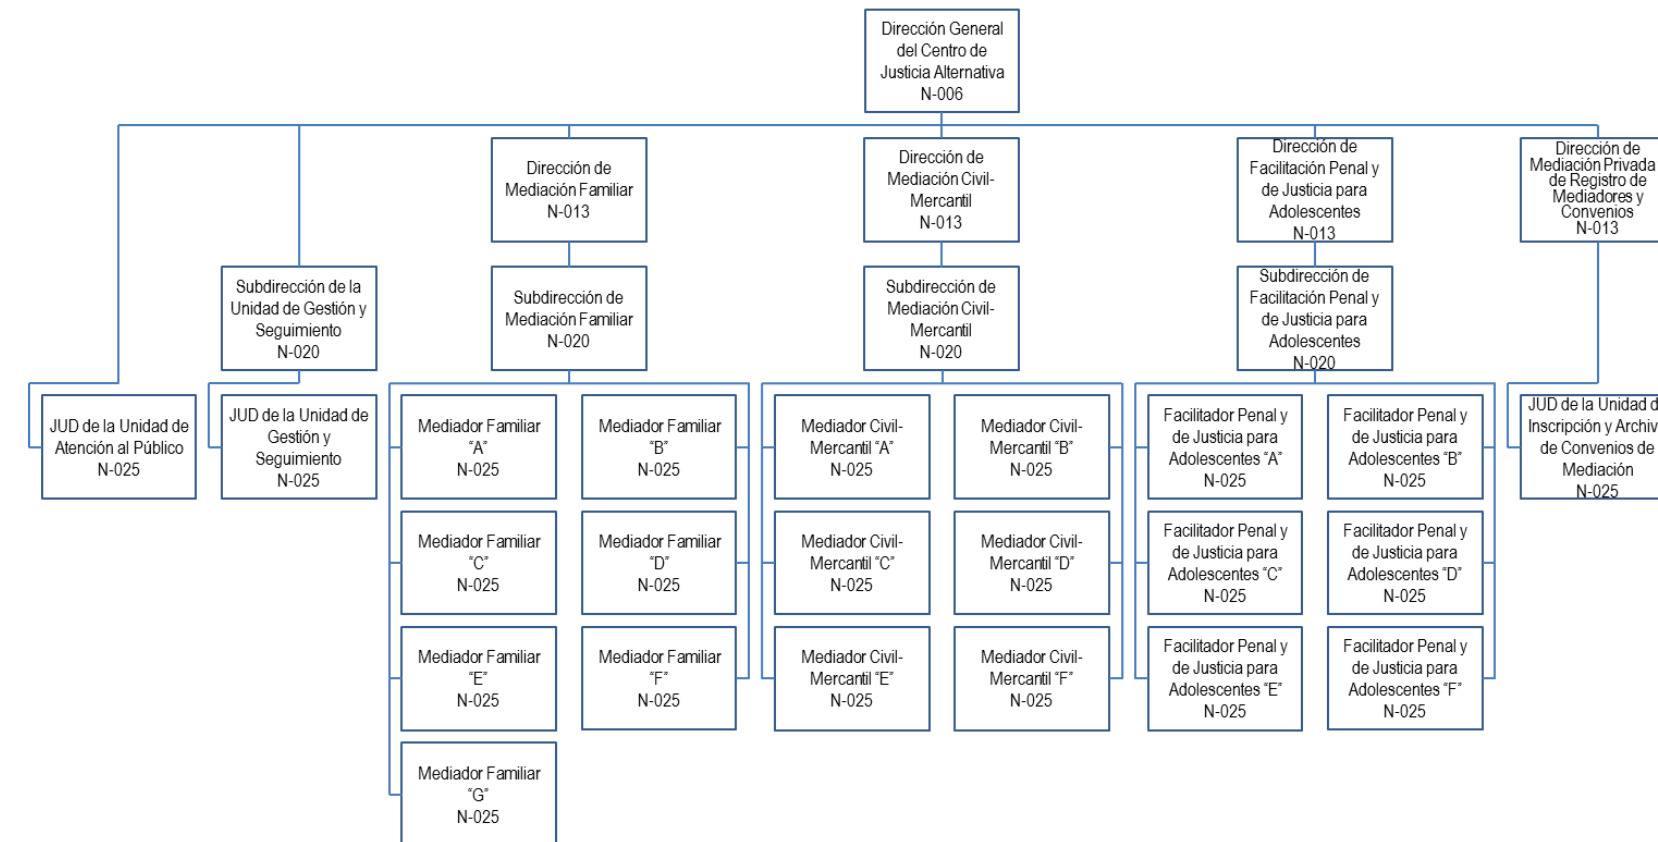 Dirección General
del Centro de
Justicia Alternativa
N-006
Dirección de
Mediación Familiar
N-013
Dirección de
Mediación Civil-
Mercantil
N-013
Dirección de
Facilitación Penal y
de Justicia para
Adolescentes
N-013
Dirección de
Mediación Privada
de Registro de
Mediadores y
Convenios
N-013
Subdirección de la
Unidad de Gestión y
Seguimiento
N-020
Subdirección de
Mediación Familiar
N-020
Subdirección de
Mediación Civil-
Mercantil
N-020
Subdirección de
Facilitación Penal y
de Justicia para
Adolescentes
N-020
JUD de la Unidad de
Atención al Público
N-025
JUD de la Unidad de
Gestión y
Seguimiento
N-025
Mediador Familiar
“A”
N-025
Mediador Familiar
“B”
N-025
Mediador Civil-
Mercantil “A”
N-025
Mediador Civil-
Mercantil “B”
N-025
Facilitador Penal y
de Justicia para
Adolescentes “A”
N-025
Facilitador Penal y
de Justicia para
Adolescentes “B”
N-025
JUD de la Unidad
Inscripción y
de Convenios de
Mediación
N-025
Mediador Familiar
“C”
N-025
Mediador Familiar
“D”
N-025
Mediador Civil-
Mercantil “C”
N-025
Mediador Civil-
Mercantil “D”
N-025
Facilitador Penal y
de Justicia para
Adolescentes “C”
N-025
Facilitador Penal y
de Justicia para
Adolescentes “D”
N-025
Mediador Familiar
“E”
N-025
Mediador Familiar
“F”
N-025
Mediador Civil-
Mercantil “E”
N-025
Mediador Civil-
Mercantil “F”
N-025
Facilitador Penal y
de Justicia para
Adolescentes “E”
N-025
Facilitador Penal y
de Justicia para
Adolescentes “F”
N-025
Mediador Familiar
“G”
N-025